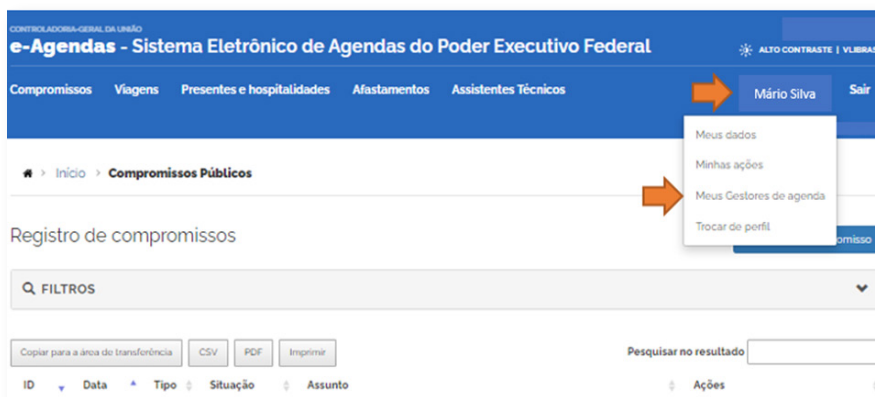 CONTROLADORIA-GERAL DA UNIÃO
e-Agendas - Sistema Eletrônico de Agendas do Poder Executivo Federal
ALTO CONTRASTE | VLIBRAS
Compromissos Viagens Presentes e hospitalidades Afastamentos Assistentes Técnicos Mário Silva Sair
Meus dados
Minhas ações
Meus Gestores de agenda
Trocar de perfil
Início > Compromissos Públicos
Registro de compromissos
omisso
FILTROS
Copiar para a área de transferência CSV PDF Imprimir Pesquisar no resultado
ID Data Tipo Situação Assunto Ações